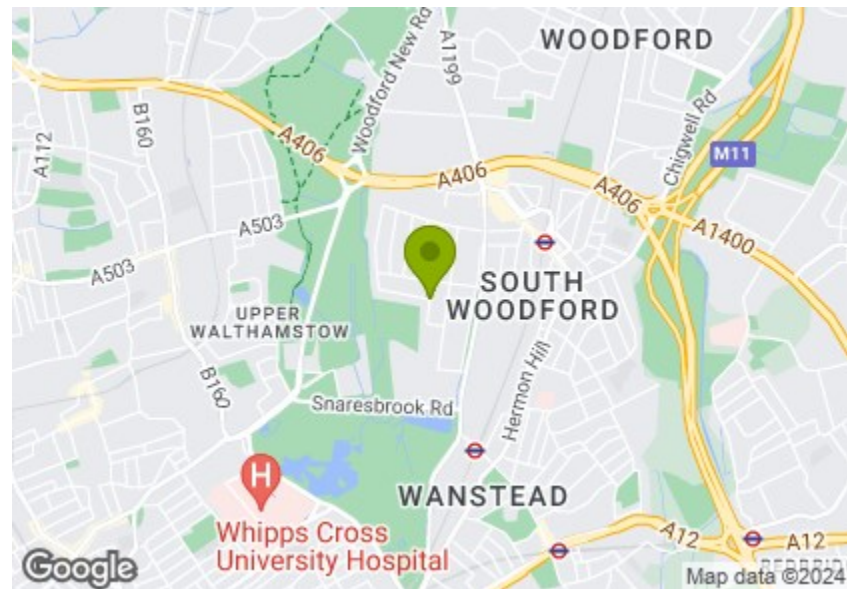 WOODFORD
Woodford New Rd
A1199
Chigwell Rd
B160
A112
A406
M11
A406
A406
A503
A1400
A503
SOUTH
WOODFORD
UPPER
WALTHAMSTOW
Hermon Hill
B160
Snaresbrook Rd
H
WANSTEAD
Whipps Cross
University Hospital
A12
A12
Google
Map data ©2024